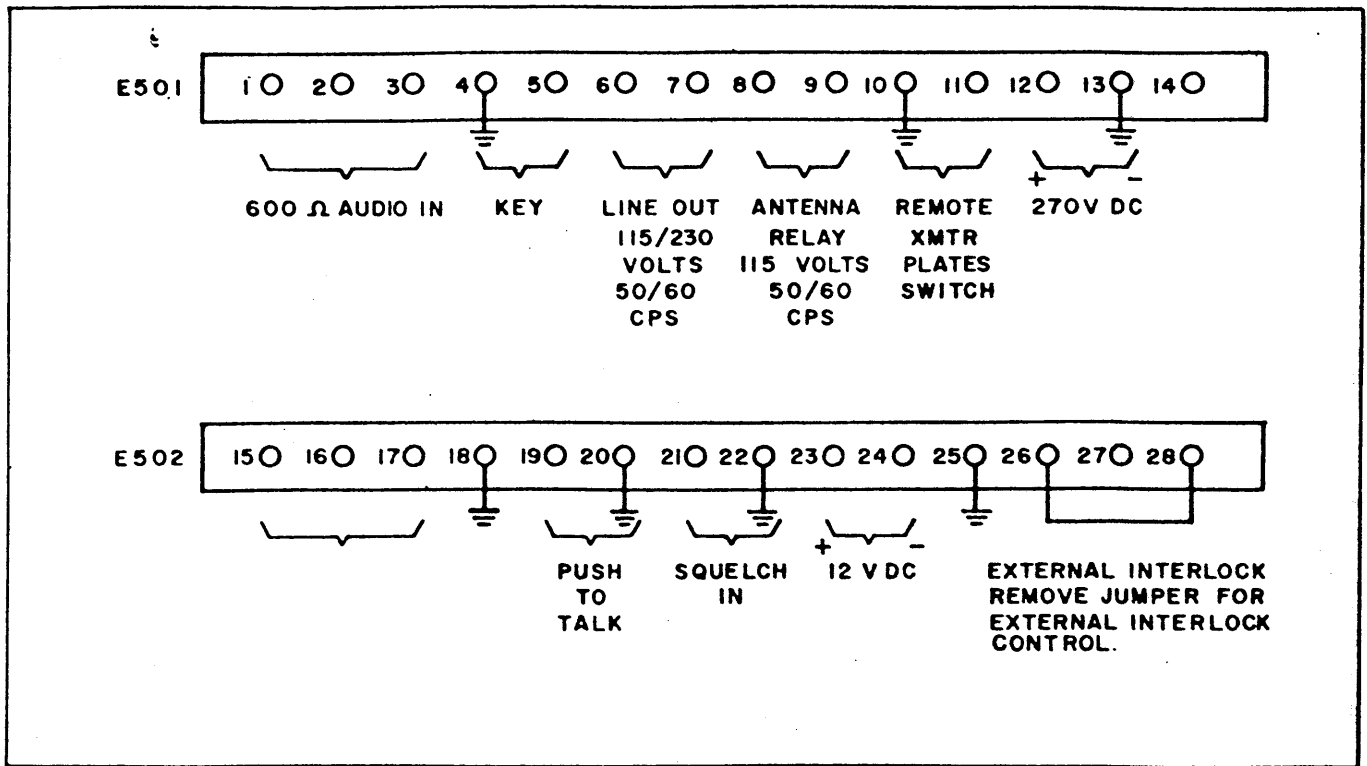 E501 1 2 3 4 5 6 7 8 9 10 11 12 13 14
600 Ω AUDIO IN KEY LINE OUT ANTENNA REMOTE + 270V DC −
115/230 RELAY XMTR
VOLTS 115 VOLTS PLATES
50/60 50/60 SWITCH
CPS CPS
E502 15 16 17 18 19 20 21 22 23 24 25 26 27 28
PUSH SQUELCH + 12 V DC − EXTERNAL INTERLOCK
TO IN REMOVE JUMPER FOR
TALK EXTERNAL INTERLOCK
CONTROL.